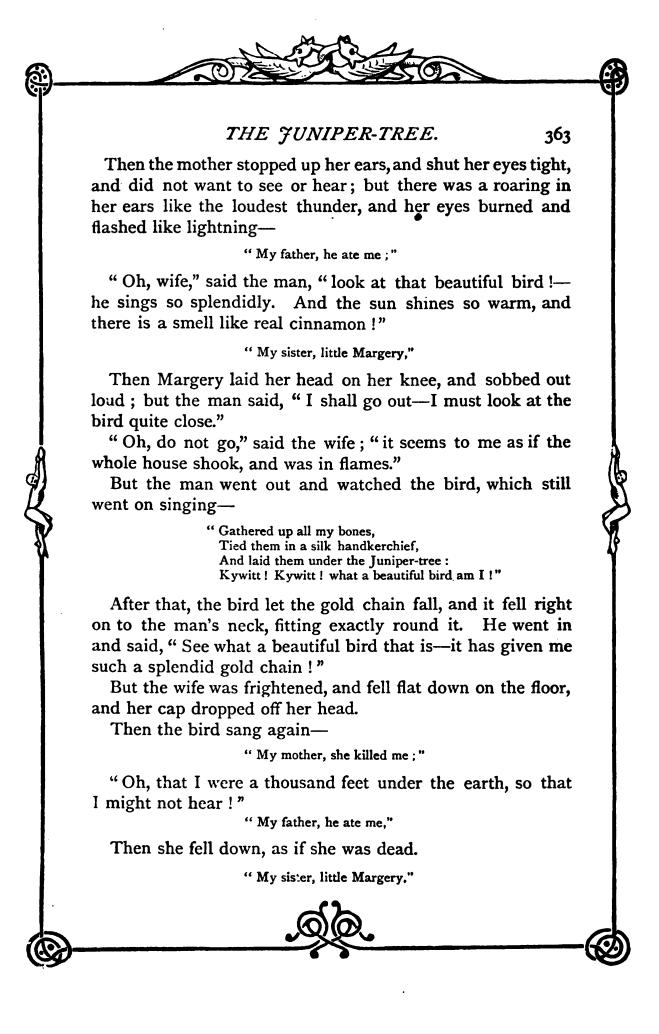 THE JUNIPER-TREE. 363
Then the mother stopped up her ears, and shut her eyes tight,
and did not want to see or hear; but there was a roaring in
her ears like the loudest thunder, and her eyes burned and
flashed like lightning—
“ My father, he ate me ; ”
“ Oh, wife,” said the man, “ look at that beautiful bird !—
he sings so splendidly. And the sun shines so warm, and
there is a smell like real cinnamon ! ”
“ My sister, little Margery,”
Then Margery laid her head on her knee, and sobbed out
loud ; but the man said, “ I shall go out—I must look at the
bird quite close.”
“ Oh, do not go,” said the wife ; “ it seems to me as if the
whole house shook, and was in flames.”
But the man went out and watched the bird, which still
went on singing—
“ Gathered up all my bones,
Tied them in a silk handkerchief,
And laid them under the Juniper-tree :
Kywitt ! Kywitt ! what a beautiful bird am I ! ”
After that, the bird let the gold chain fall, and it fell right
on to the man’s neck, fitting exactly round it. He went in
and said, “ See what a beautiful bird that is—it has given me
such a splendid gold chain ! ”
But the wife was frightened, and fell flat down on the floor,
and her cap dropped off her head.
Then the bird sang again—
“ My mother, she killed me ; ”
“ Oh, that I were a thousand feet under the earth, so that
I might not hear ! ”
“ My father, he ate me,”
Then she fell down, as if she was dead.
“ My sister, little Margery.”